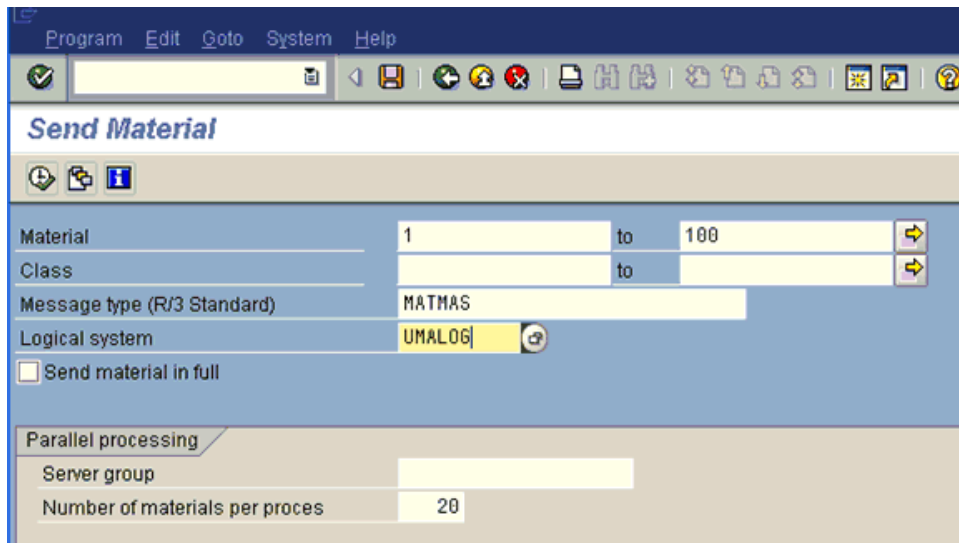 Program Edit Goto System Help
Send Material
Material 1 to 100
Class to
Message type (R/3 Standard) MATMAS
Logical system UMALOG
Send material in full
Parallel processing
Server group
Number of materials per proces 20